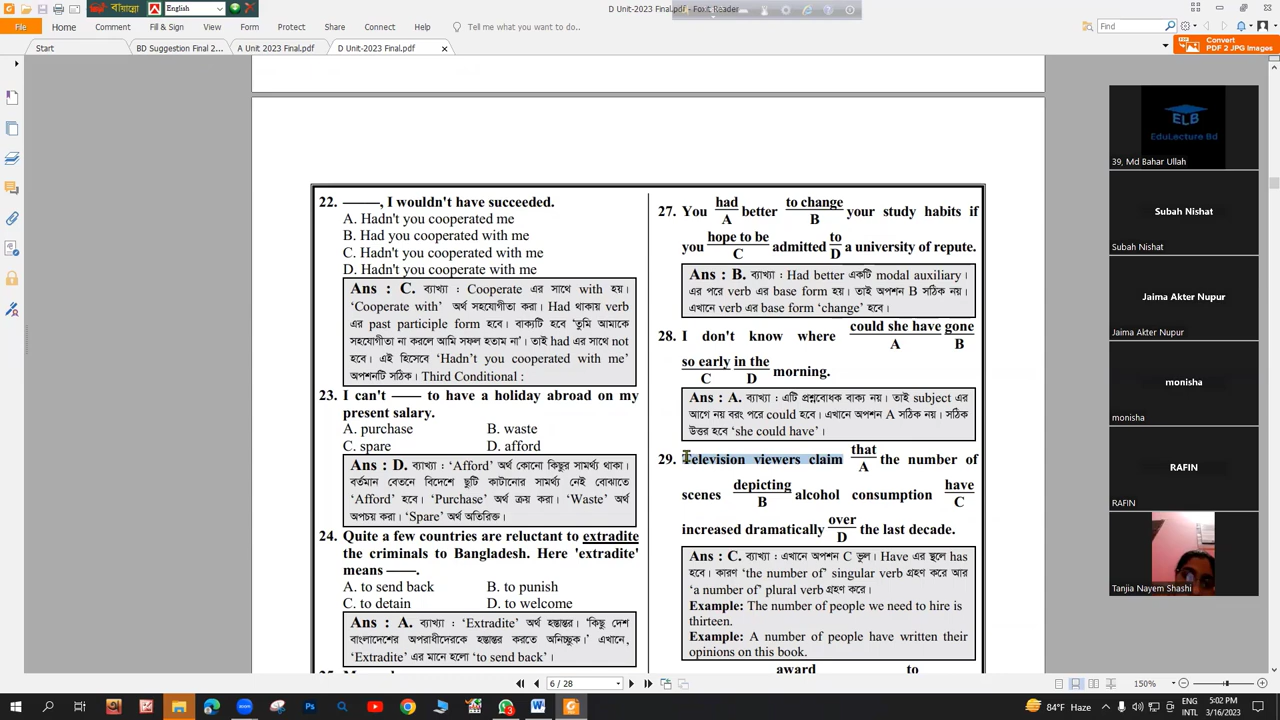 বায়ান্নো
English
D Unit-2023 Final.pdf - Foxit Reader
File
Home
Comment
Fill & Sign
View
Form
Protect
Share
Help
Tell me what you want to do...
Find
Start
BD Suggestion Final 2...
A Unit 2023 Final.pdf
D Unit-2023 Final.pdf
Convert
PDF 2 JPG Images
22. ———, I wouldn't have succeeded.
A. Hadn't you cooperated me
B. Had you cooperated with me
C. Hadn't you cooperated with me
D. Hadn't you cooperate with me
Ans : C. ব্যাখ্যা : Cooperate এর সাথে with হয়।
‘Cooperate with’ অর্থ সহযোগীতা করা। Had থাকায় verb
এর past participle form হবে। বাক্যটি হবে ‘তুমি আমাকে
সহযোগীতা না করলে আমি সফল হতাম না’। তাই had এর সাথে not
হবে। এই হিসেবে ‘Hadn’t you cooperated with me’
অপশনটি সঠিক। Third Conditional :
23. I can't —— to have a holiday abroad on my
present salary.
A. purchase B. waste
C. spare D. afford
Ans : D. ব্যাখ্যা : ‘Afford’ অর্থ কোনো কিছুর সামর্থ্য থাকা।
বর্তমান বেতনে বিদেশে ছুটি কাটানোর সামর্থ্য নেই বোঝাতে
‘Afford’ হবে। ‘Purchase’ অর্থ ক্রয় করা। ‘Waste’ অর্থ
অপচয় করা। ‘Spare’ অর্থ অতিরিক্ত।
24. Quite a few countries are reluctant to extradite
the criminals to Bangladesh. Here 'extradite'
means ——.
A. to send back B. to punish
C. to detain D. to welcome
Ans : A. ব্যাখ্যা : ‘Extradite’ অর্থ হস্তান্তর। ‘কিছু দেশ
বাংলাদেশের অপরাধীদেরকে হস্তান্তর করতে অনিচ্ছুক।’ এখানে,
‘Extradite’ এর মানে হলো ‘to send back’।
27. You had better to change your study habits if
A B
you hope to be admitted to a university of repute.
C D
Ans : B. ব্যাখ্যা : Had better একটি modal auxiliary।
এর পরে verb এর base form হয়। তাই অপশন B সঠিক নয়।
এখানে verb এর base form ‘change’ হবে।
28. I don't know where could she have gone
A B
so early in the morning.
C D
Ans : A. ব্যাখ্যা : এটি প্রশ্নবোধক বাক্য নয়। তাই subject এর
আগে নয় বরং পরে could হবে। এখানে অপশন A সঠিক নয়। সঠিক
উত্তর হবে ‘she could have’।
29. Television viewers claim that the number of
A
scenes depicting alcohol consumption have
B C
increased dramatically over the last decade.
D
Ans : C. ব্যাখ্যা : এখানে অপশন C ভুল। Have এর স্থলে has
হবে। কারণ ‘the number of’ singular verb গ্রহণ করে আর
‘a number of’ plural verb গ্রহণ করে।
Example: The number of people we need to hire is
thirteen.
Example: A number of people have written their
opinions on this book.
award to
ELB
EduLecture Bd
39, Md Bahar Ullah
Subah Nishat
Subah Nishat
Jaima Akter Nupur
Jaima Akter Nupur
monisha
monisha
RAFIN
RAFIN
Tanjia Nayem Shashi
6 / 28
150%
84°F Haze
ENG
INTL
5:02 PM
3/16/2023